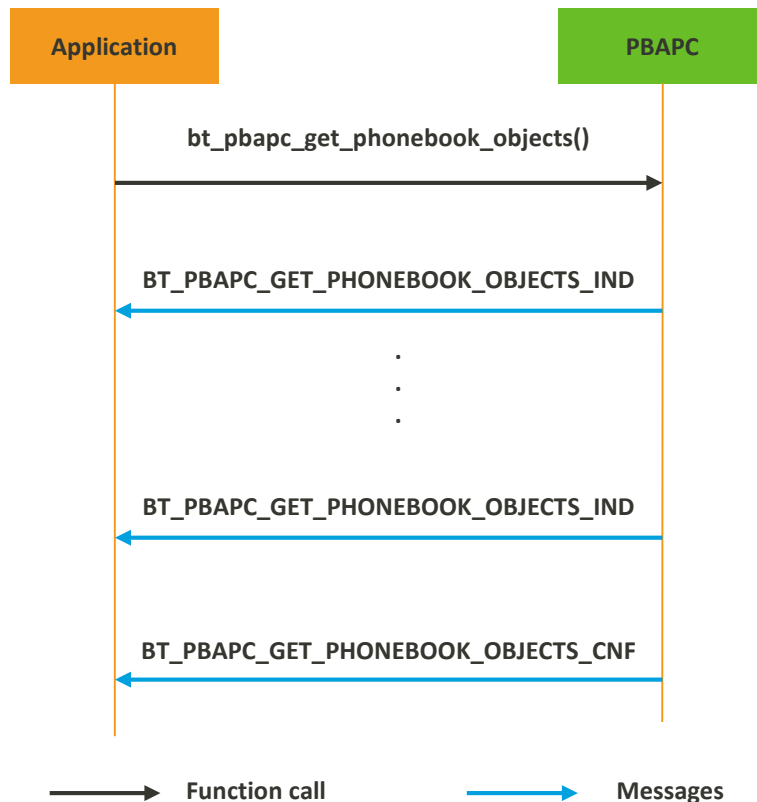 Application
PBAPC
bt_pbapc_get_phonebook_objects()
BT_PBAPC_GET_PHONEBOOK_OBJECTS_IND
.
.
.
BT_PBAPC_GET_PHONEBOOK_OBJECTS_IND
BT_PBAPC_GET_PHONEBOOK_OBJECTS_CNF
Function call
Messages